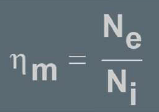 ηm = Ne / Ni